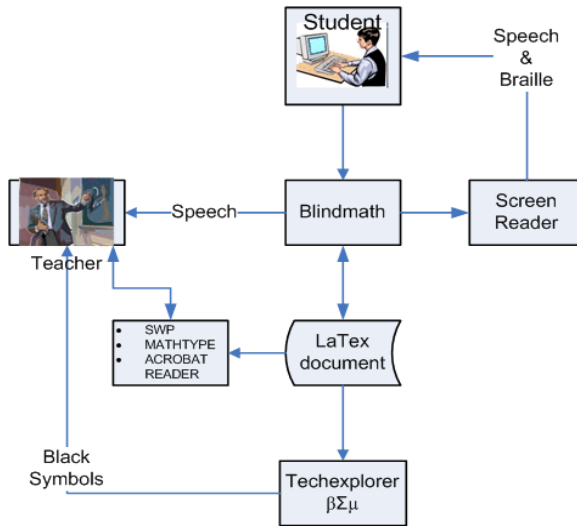 Student
Speech
&
Braille
Speech
Blindmath
Screen
Reader
Teacher
• SWP
• MATHTYPE
• ACROBAT
READER
LaTex
document
Black
Symbols
Techexplorer
βΣμ